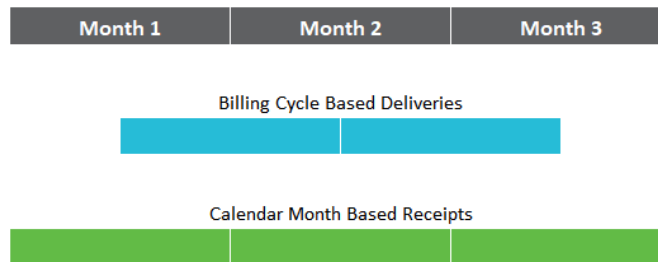 Month 1 Month 2 Month 3
Billing Cycle Based Deliveries
Calendar Month Based Receipts